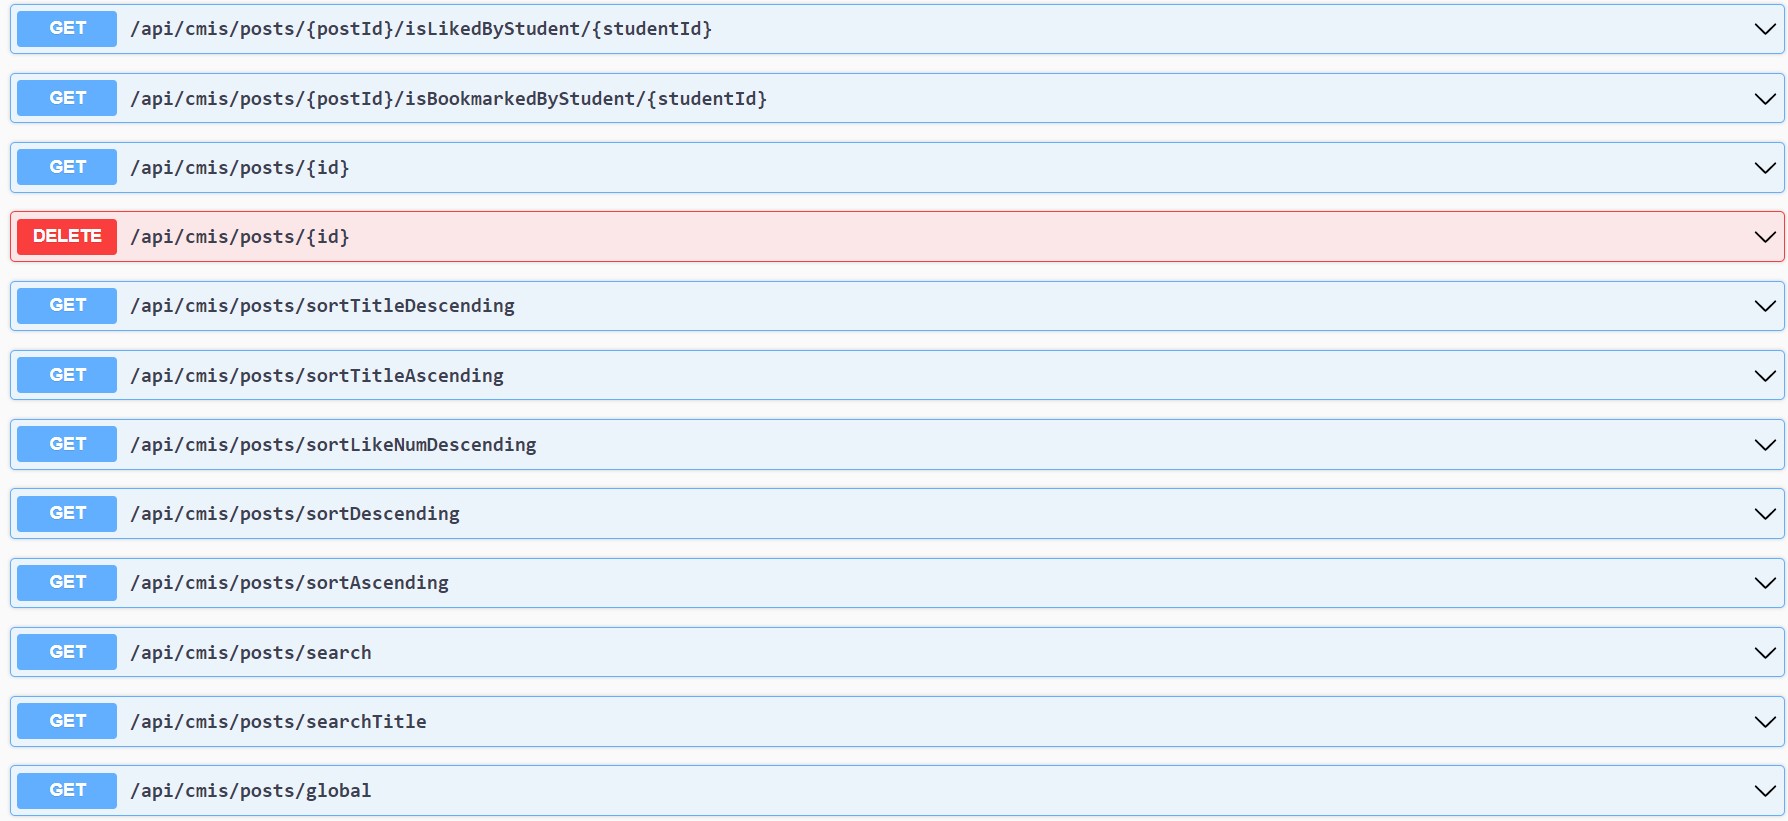 GET /api/cmis/posts/{postId}/isLikedByStudent/{studentId}
GET /api/cmis/posts/{postId}/isBookmarkedByStudent/{studentId}
GET /api/cmis/posts/{id}
DELETE /api/cmis/posts/{id}
GET /api/cmis/posts/sortTitleDescending
GET /api/cmis/posts/sortTitleAscending
GET /api/cmis/posts/sortLikeNumDescending
GET /api/cmis/posts/sortDescending
GET /api/cmis/posts/sortAscending
GET /api/cmis/posts/search
GET /api/cmis/posts/searchTitle
GET /api/cmis/posts/global